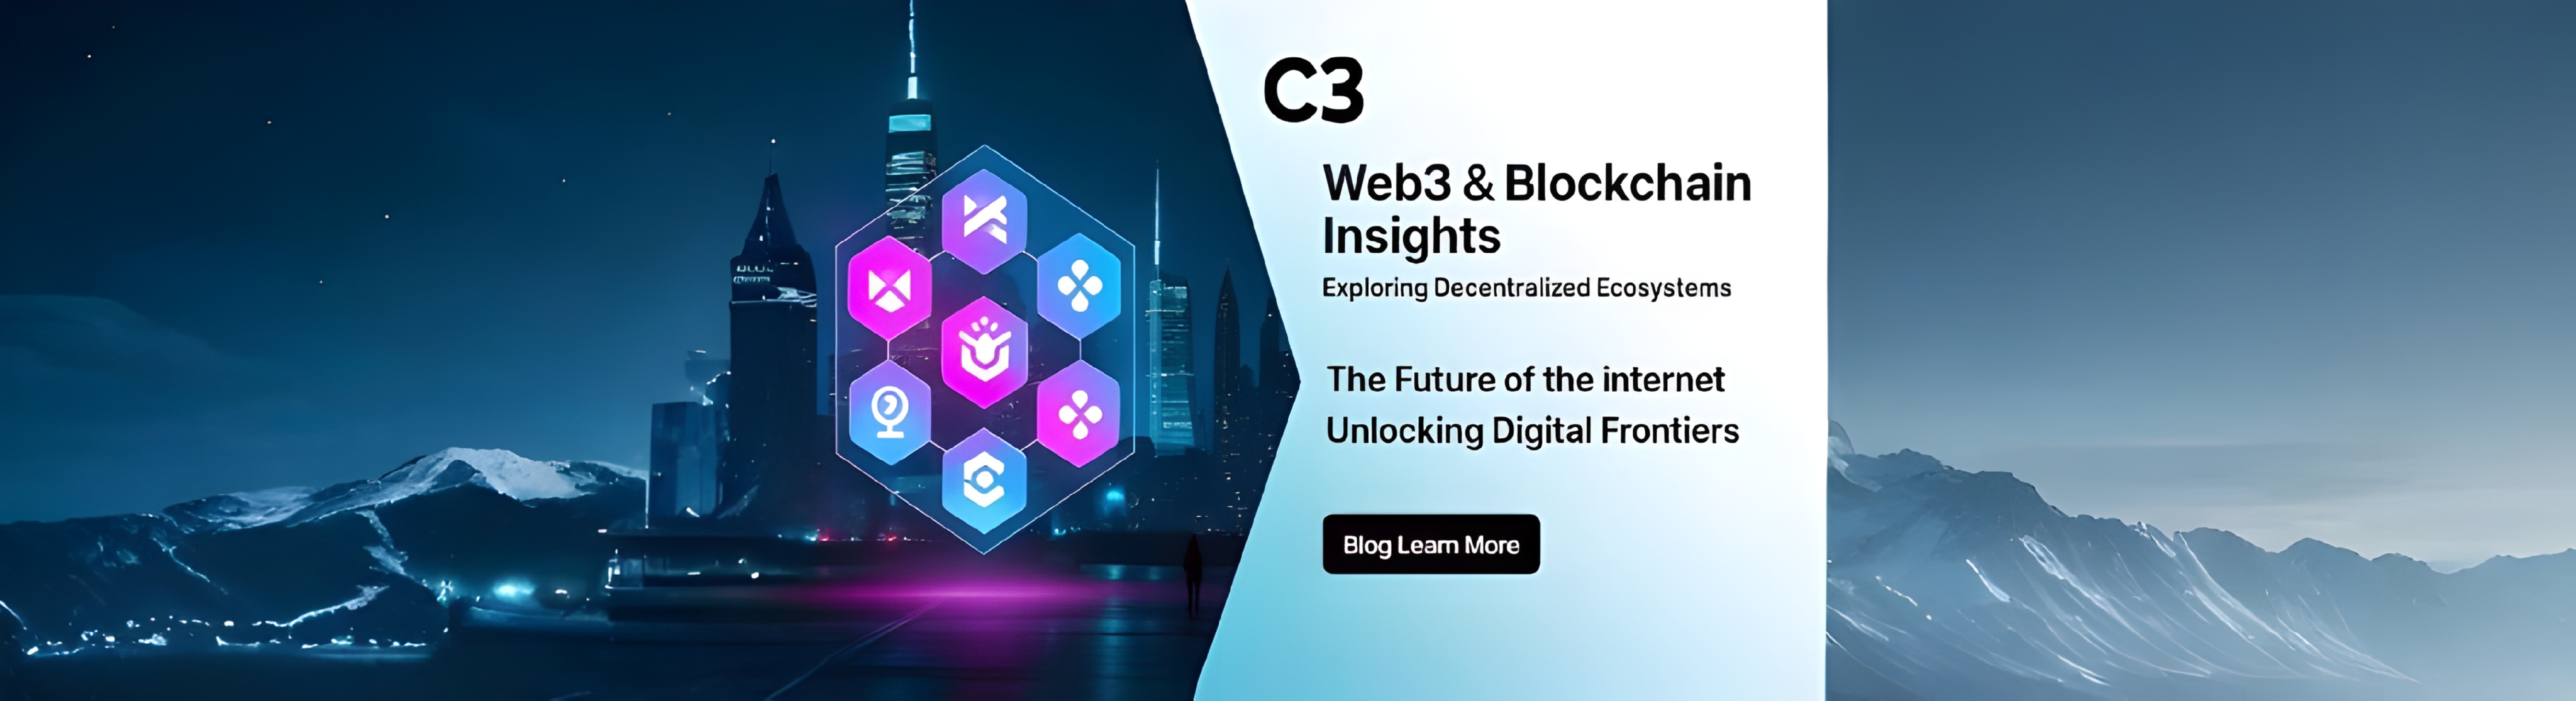 C3
Web3 & Blockchain
Insights
Exploring Decentralized Ecosystems
The Future of the internet
Unlocking Digital Frontiers
Blog Learn More